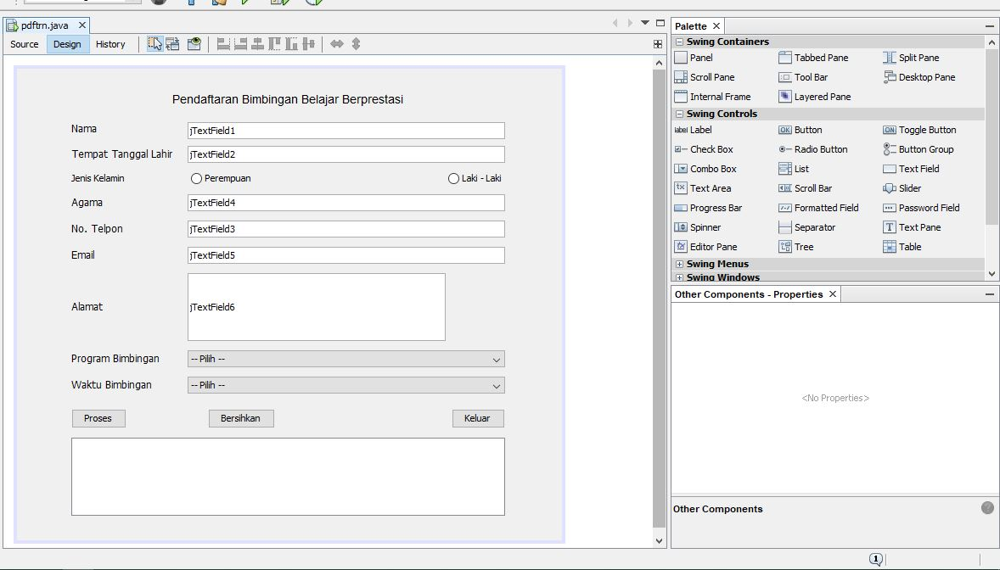 pdftrn.java
Source Design History
Pendaftaran Bimbingan Belajar Berprestasi
Nama jTextField1
Tempat Tanggal Lahir jTextField2
Jenis Kelamin Perempuan Laki - Laki
Agama jTextField4
No. Telpon jTextField3
Email jTextField5
Alamat jTextField6
Program Bimbingan -- Pilih --
Waktu Bimbingan -- Pilih --
Proses Bersihkan Keluar
Palette
Swing Containers
Panel Tabbed Pane Split Pane
Scroll Pane Tool Bar Desktop Pane
Internal Frame Layered Pane
Swing Controls
label Label OK Button ON Toggle Button
Check Box Radio Button Button Group
Combo Box List Text Field
Text Area Scroll Bar Slider
Progress Bar Formatted Field Password Field
Spinner Separator T Text Pane
Editor Pane Tree Table
Swing Menus
Swing Windows
Other Components - Properties
<No Properties>
Other Components
?
1